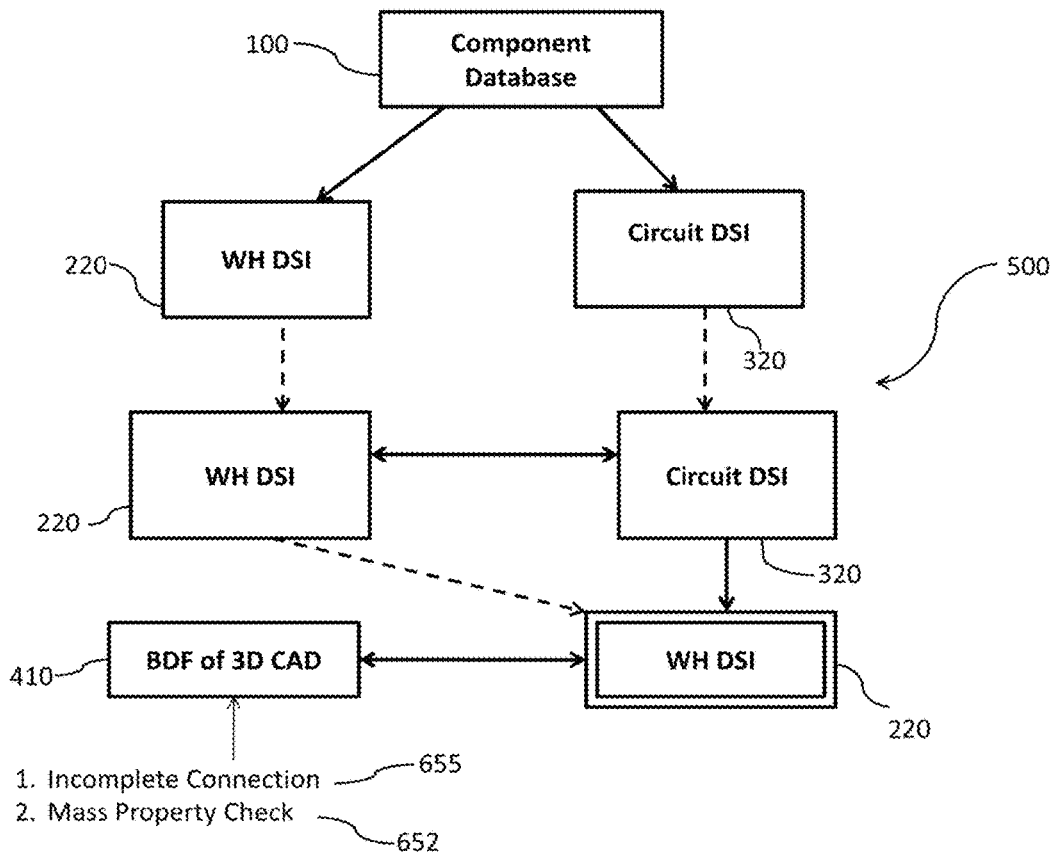 100
Component
Database
220
WH DSI
Circuit DSI
320
500
WH DSI
220
Circuit DSI
320
410
BDF of 3D CAD
WH DSI
220
1. Incomplete Connection
655
2. Mass Property Check
652